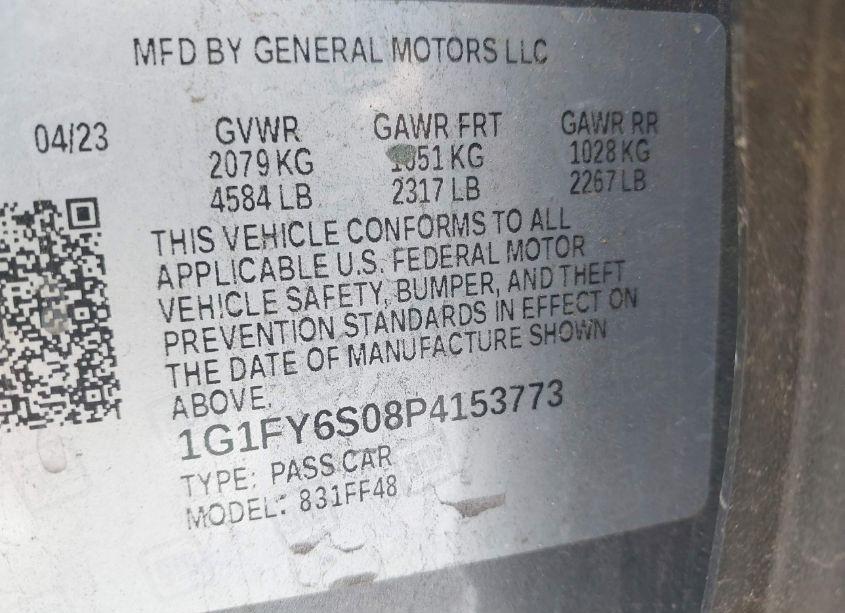 MFD BY GENERAL MOTORS LLC
04/23 GVWR GAWR FRT GAWR RR
2079 KG 1051 KG 1028 KG
4584 LB 2317 LB 2267 LB
THIS VEHICLE CONFORMS TO ALL
APPLICABLE U.S. FEDERAL MOTOR
VEHICLE SAFETY, BUMPER, AND THEFT
PREVENTION STANDARDS IN EFFECT ON
THE DATE OF MANUFACTURE SHOWN
ABOVE.
1G1FY6S08P4153773
TYPE: PASS CAR
MODEL: 831FF48